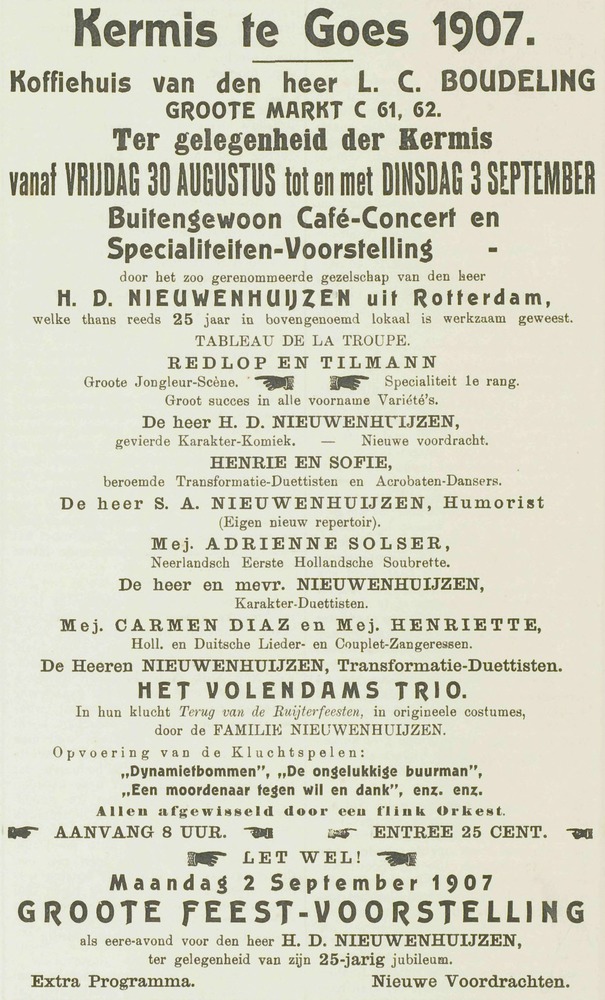 Kermis te Goes 1907.
Koffiehuis van den heer L. C. BOUDELING
GROOTE MARKT C 61, 62.
Ter gelegenheid der Kermis
vanaf VRIJDAG 30 AUGUSTUS tot en met DINSDAG 3 SEPTEMBER
Buitengewoon Café-Concert en
Specialiteiten-Voorstelling -
door het zoo gerenommeerde gezelschap van den heer
H. D. NIEUWENHUIJZEN uit Rotterdam,
welke thans reeds 25 jaar in bovengenoemd lokaal is werkzaam geweest.
TABLEAU DE LA TROUPE.
REDLOP EN TILMANN
Groote Jongleur-Scène. Specialiteit 1e rang.
Groot succes in alle voorname Variété's.
De heer H. D. NIEUWENHUIJZEN,
gevierde Karakter-Komiek. — Nieuwe voordracht.
HENRIE EN SOFIE,
beroemde Transformatie-Duettisten en Acrobaten-Dansers.
De heer S. A. NIEUWENHUIJZEN, Humorist
(Eigen nieuw repertoir).
Mej. ADRIENNE SOLSER,
Neerlandsch Eerste Hollandsche Soubrette.
De heer en mevr. NIEUWENHUIJZEN,
Karakter-Duettisten.
Mej. CARMEN DIAZ en Mej. HENRIETTE,
Holl. en Duitsche Lieder- en Couplet-Zangeressen.
De Heeren NIEUWENHUIJZEN, Transformatie-Duettisten.
HET VOLENDAMS TRIO.
In hun klucht Terug van de Ruijterfeesten, in origineele costumes,
door de FAMILIE NIEUWENHUIJZEN.
Opvoering van de Kluchtspelen:
„Dynamietbommen”, „De ongelukkige buurman”,
„Een moordenaar tegen wil en dank”, enz. enz.
Allen afgewisseld door een flink Orkest.
AANVANG 8 UUR. ENTREE 25 CENT.
LET WEL!
Maandag 2 September 1907
GROOTE FEEST-VOORSTELLING
als eere-avond voor den heer H. D. NIEUWENHUIJZEN,
ter gelegenheid van zijn 25-jarig jubileum.
Extra Programma. Nieuwe Voordrachten.